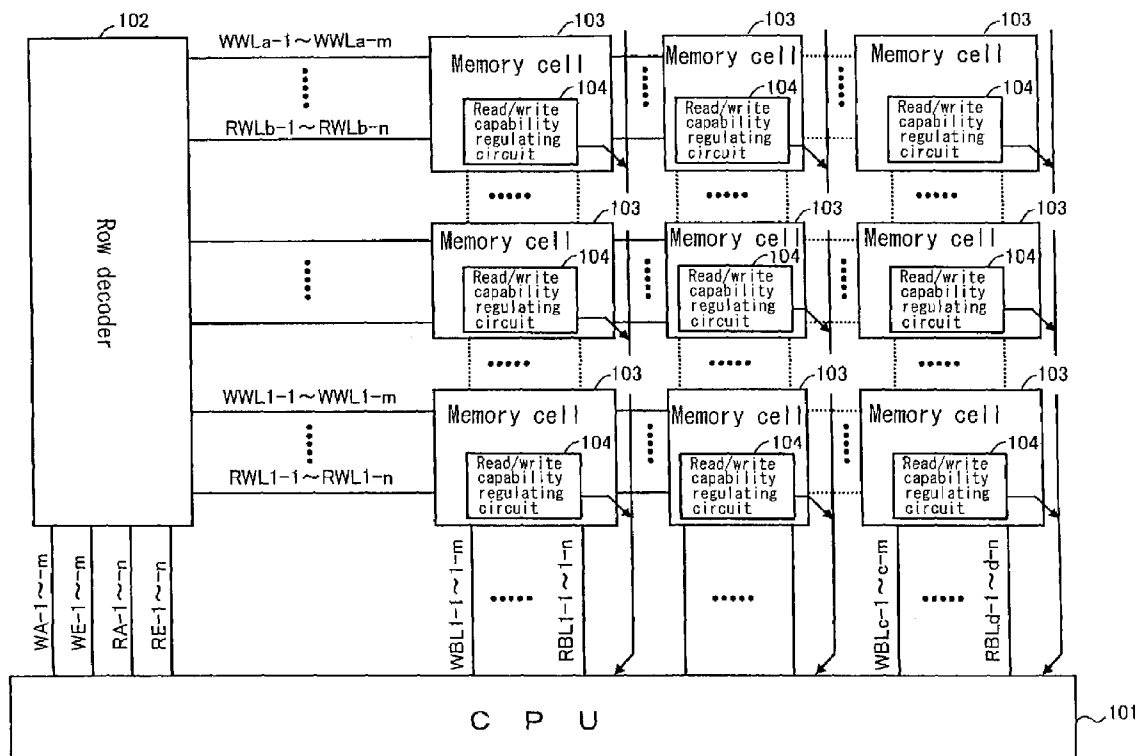 102
103
103
103
WWLa-1~WWLa-m
Memory cell
Memory cell
Memory cell
104
104
104
Read/write
capability
regulating
circuit
Read/write
capability
regulating
circuit
Read/write
capability
regulating
circuit
RWLb-1~RWLb-n
103
103
103
Row decoder
Memory cell
Memory cell
Memory cell
104
104
104
Read/write
capability
regulating
circuit
Read/write
capability
regulating
circuit
Read/write
capability
regulating
circuit
103
103
103
WWL1-1~WWL1-m
Memory cell
Memory cell
Memory cell
104
104
104
Read/write
capability
regulating
circuit
Read/write
capability
regulating
circuit
Read/write
capability
regulating
circuit
RWL1-1~RWL1-n
WA-1~-m
WE-1~-m
RA-1~-n
RE-1~-n
WBL1-1~1-m
RBL1-1~1-n
WBLc-1~c-m
RBLd-1~d-n
CPU
101